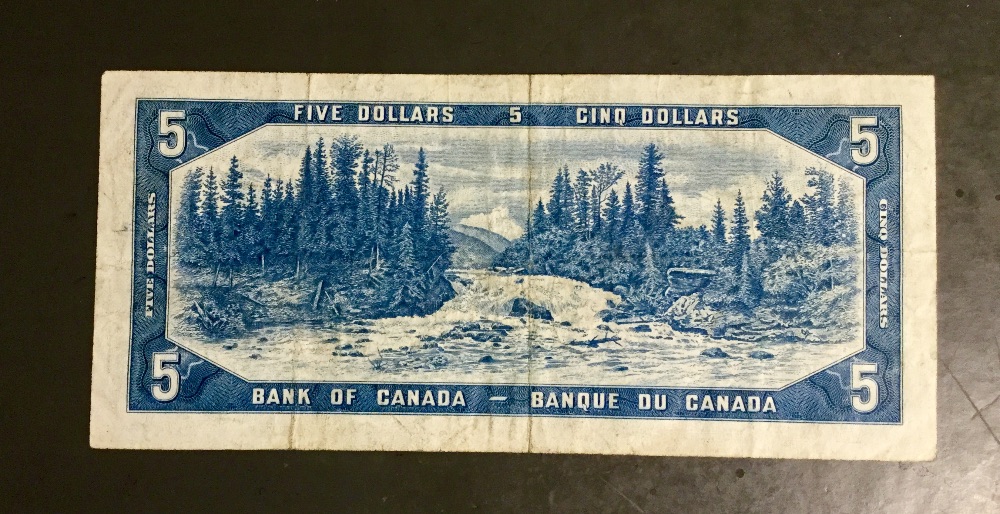 FIVE DOLLARS 5 CINQ DOLLARS
5 5
FIVE DOLLARS
CINQ DOLLARS
5 5
BANK OF CANADA – BANQUE DU CANADA